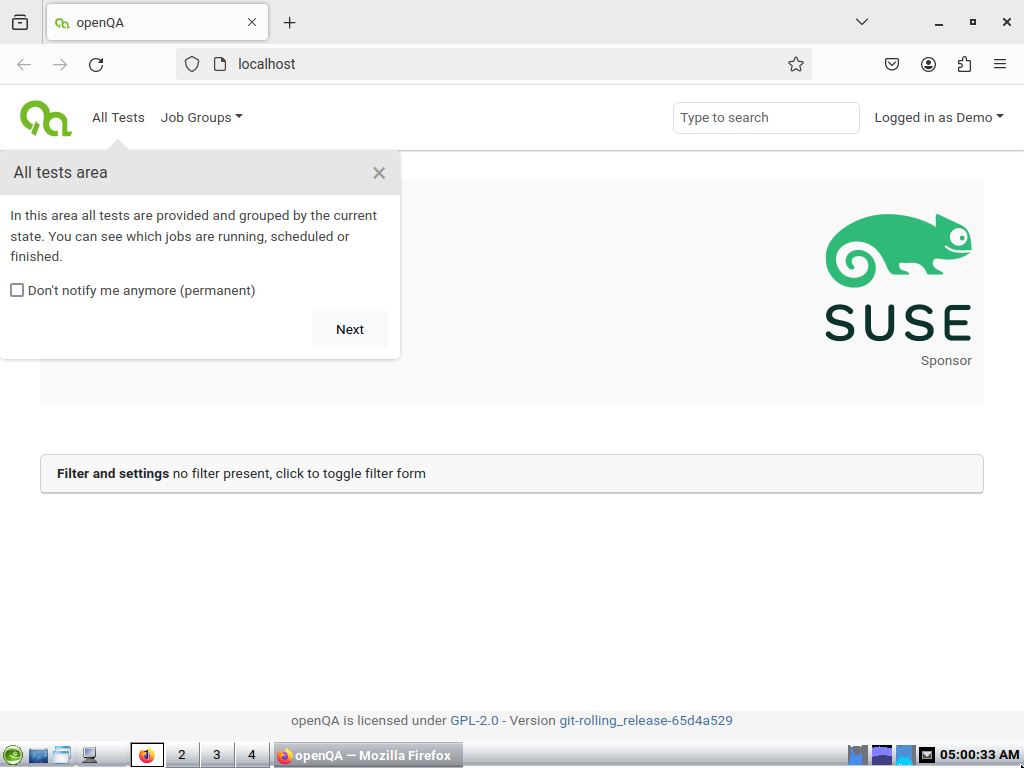 openQA
localhost
All Tests
Job Groups
Type to search
Logged in as Demo
All tests area
In this area all tests are provided and grouped by the current
state. You can see which jobs are running, scheduled or
finished.
Don't notify me anymore (permanent)
Next
SUSE
Sponsor
Filter and settings no filter present, click to toggle filter form
openQA is licensed under GPL-2.0 - Version git-rolling_release-65d4a529
1
2
3
4
openQA — Mozilla Firefox
05:00:33 AM